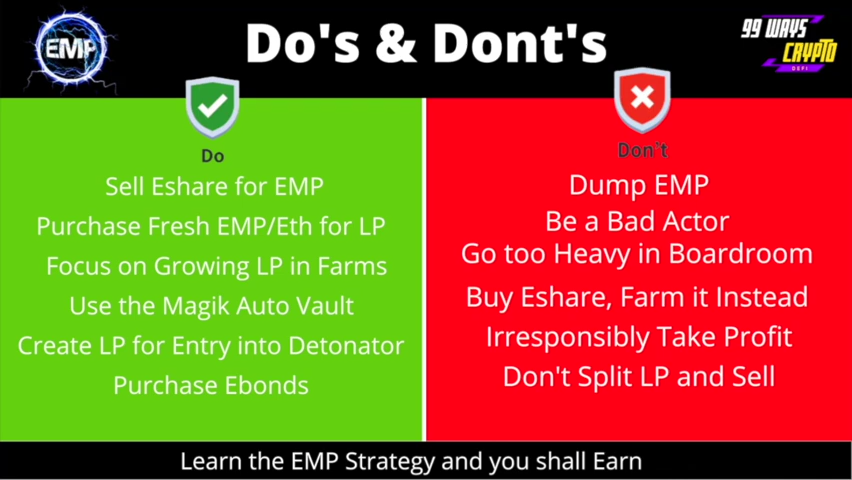 EMP
Do's & Dont's
99 WAYS
CRYPTO
DEFI
Do
Sell Eshare for EMP
Purchase Fresh EMP/Eth for LP
Focus on Growing LP in Farms
Use the Magik Auto Vault
Create LP for Entry into Detonator
Purchase Ebonds
Don't
Dump EMP
Be a Bad Actor
Go too Heavy in Boardroom
Buy Eshare, Farm it Instead
Irresponsibly Take Profit
Don't Split LP and Sell
Learn the EMP Strategy and you shall Earn